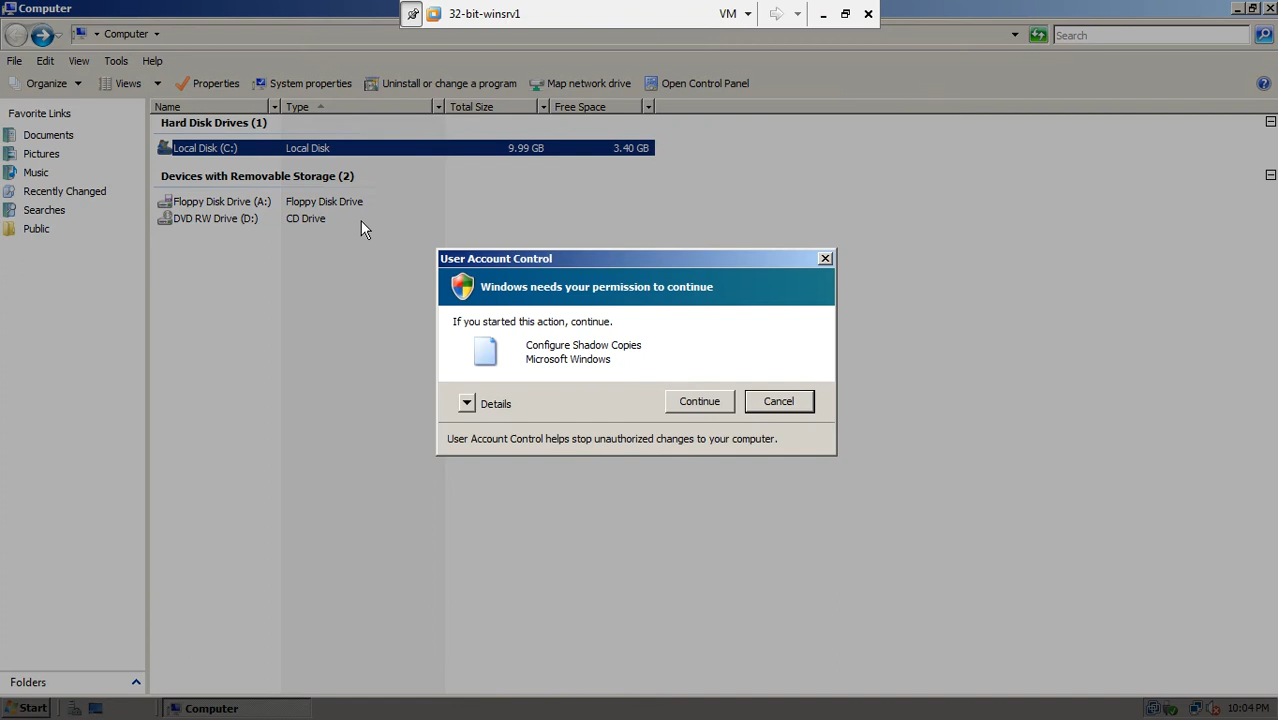 Computer
32-bit-winsrv1
VM
Computer
Search
File Edit View Tools Help
Organize Views Properties System properties Uninstall or change a program Map network drive Open Control Panel
Favorite Links
Documents
Pictures
Music
Recently Changed
Searches
Public
Folders
Name Type Total Size Free Space
Hard Disk Drives (1)
Local Disk (C:) Local Disk 9.99 GB 3.40 GB
Devices with Removable Storage (2)
Floppy Disk Drive (A:) Floppy Disk Drive
DVD RW Drive (D:) CD Drive
User Account Control
Windows needs your permission to continue
If you started this action, continue.
Configure Shadow Copies
Microsoft Windows
Details Continue Cancel
User Account Control helps stop unauthorized changes to your computer.
Start Computer 10:04 PM